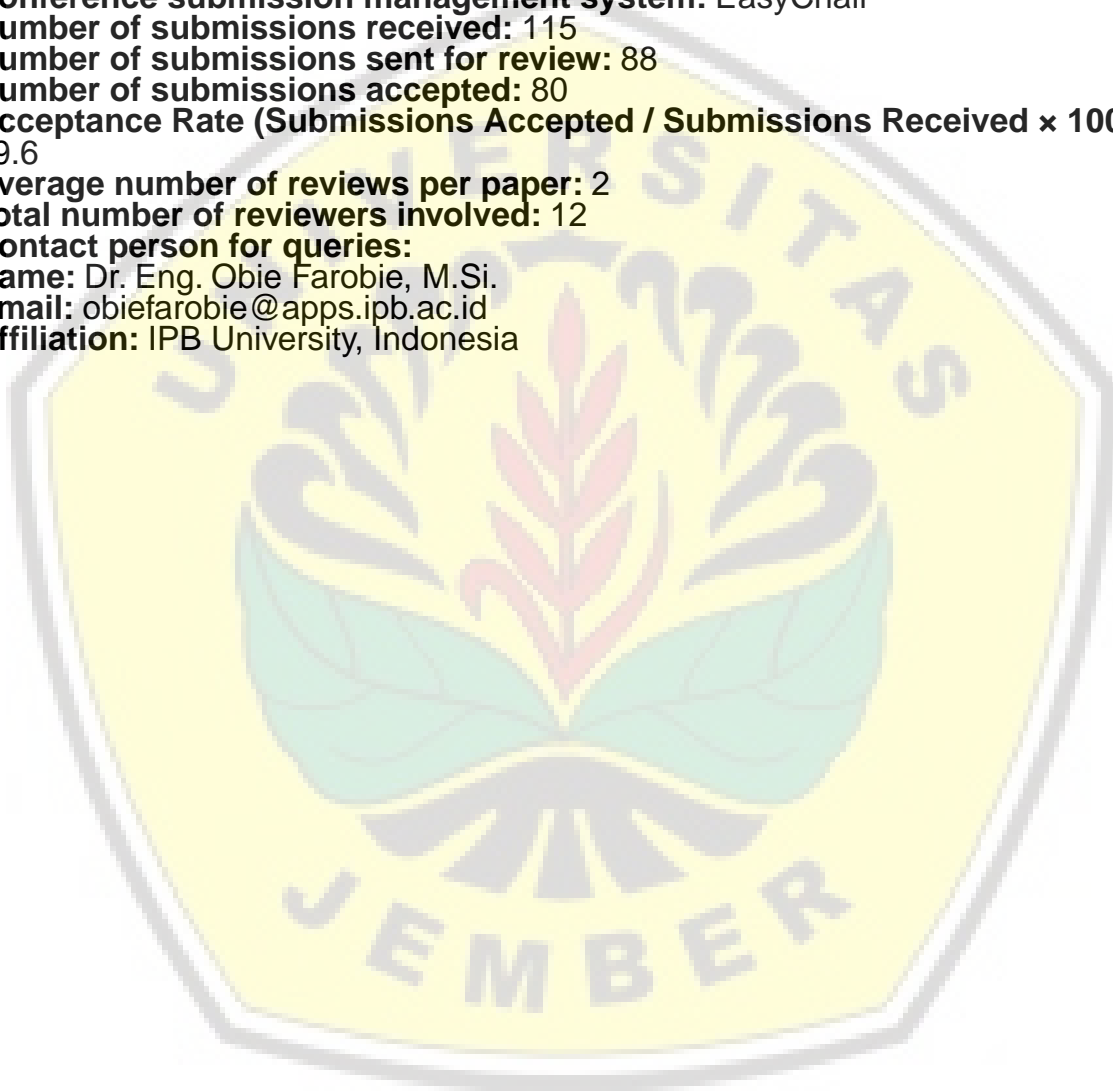 onference submission management system: EasyChair
umber of submissions received: 115
umber of submissions sent for review: 88
umber of submissions accepted: 80
cceptance Rate (Submissions Accepted / Submissions Received × 100
9.6
verage number of reviews per paper: 2
otal number of reviewers involved: 12
ontact person for queries:
ame: Dr. Eng. Obie Farobie, M.Si.
mail: obiefarobie@apps.ipb.ac.id
ffiliation: IPB University, Indonesia
UNIVERSITAS
JEMBER